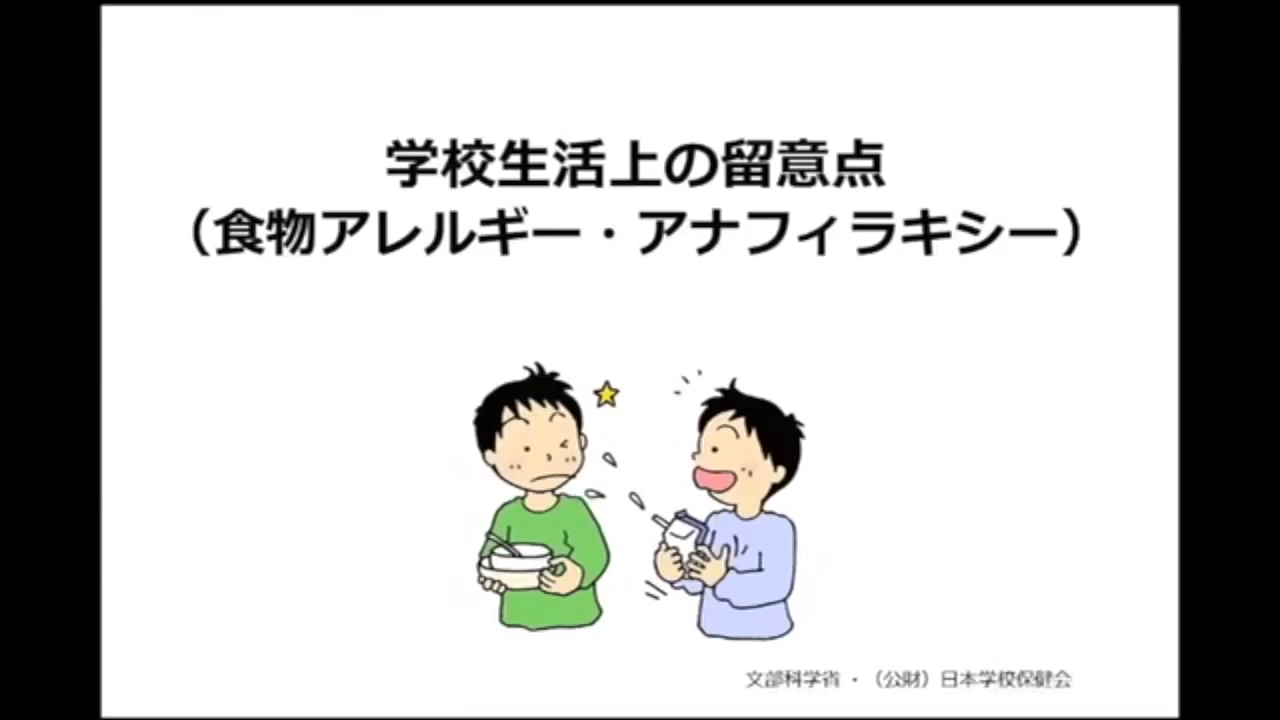 学校生活上の留意点
（食物アレルギー・アナフィラキシー）
文部科学省・（公財）日本学校保健会